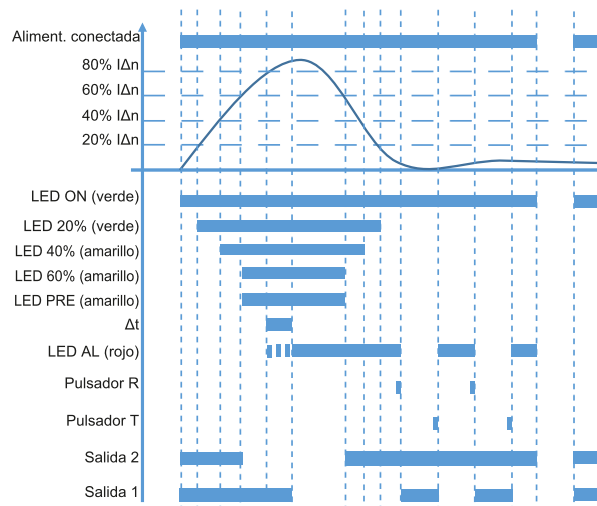 Aliment. conectada
80% IΔn
60% IΔn
40% IΔn
20% IΔn
LED ON (verde)
LED 20% (verde)
LED 40% (amarillo)
LED 60% (amarillo)
LED PRE (amarillo)
Δt
LED AL (rojo)
Pulsador R
Pulsador T
Salida 2
Salida 1